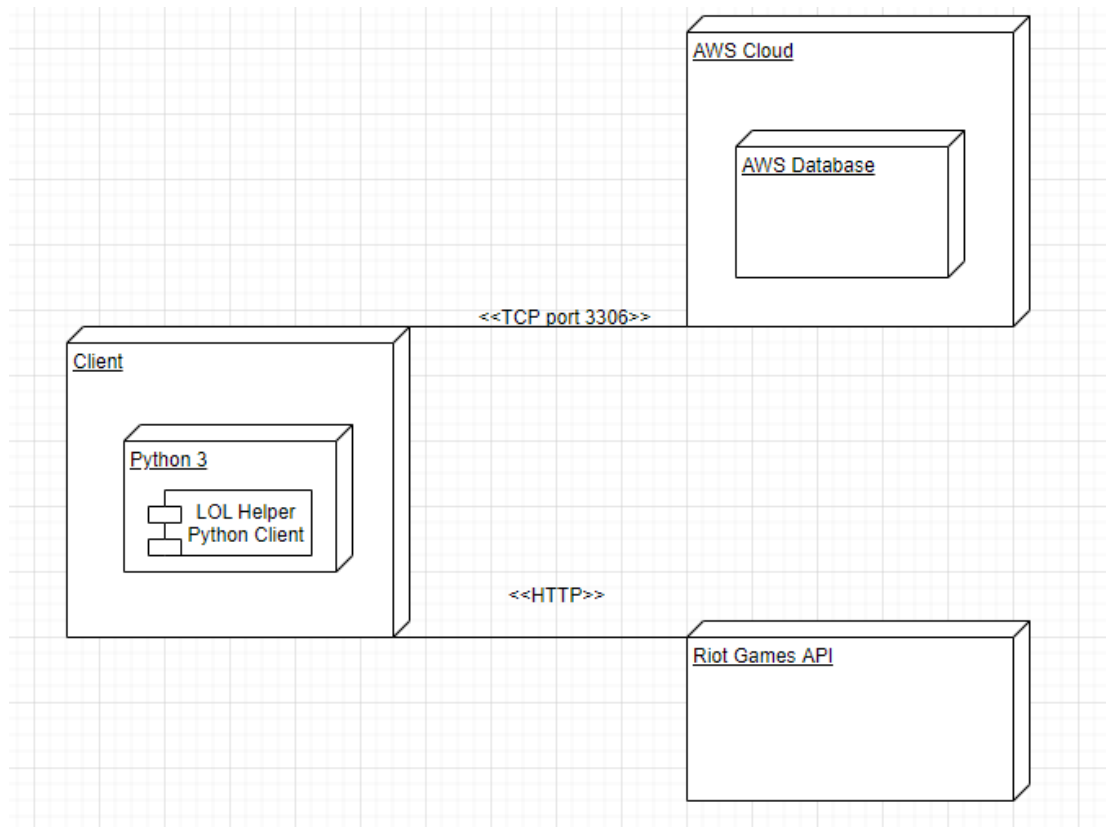 AWS Cloud
AWS Database
<<TCP port 3306>>
Client
Python 3
LOL Helper
Python Client
<<HTTP>>
Riot Games API